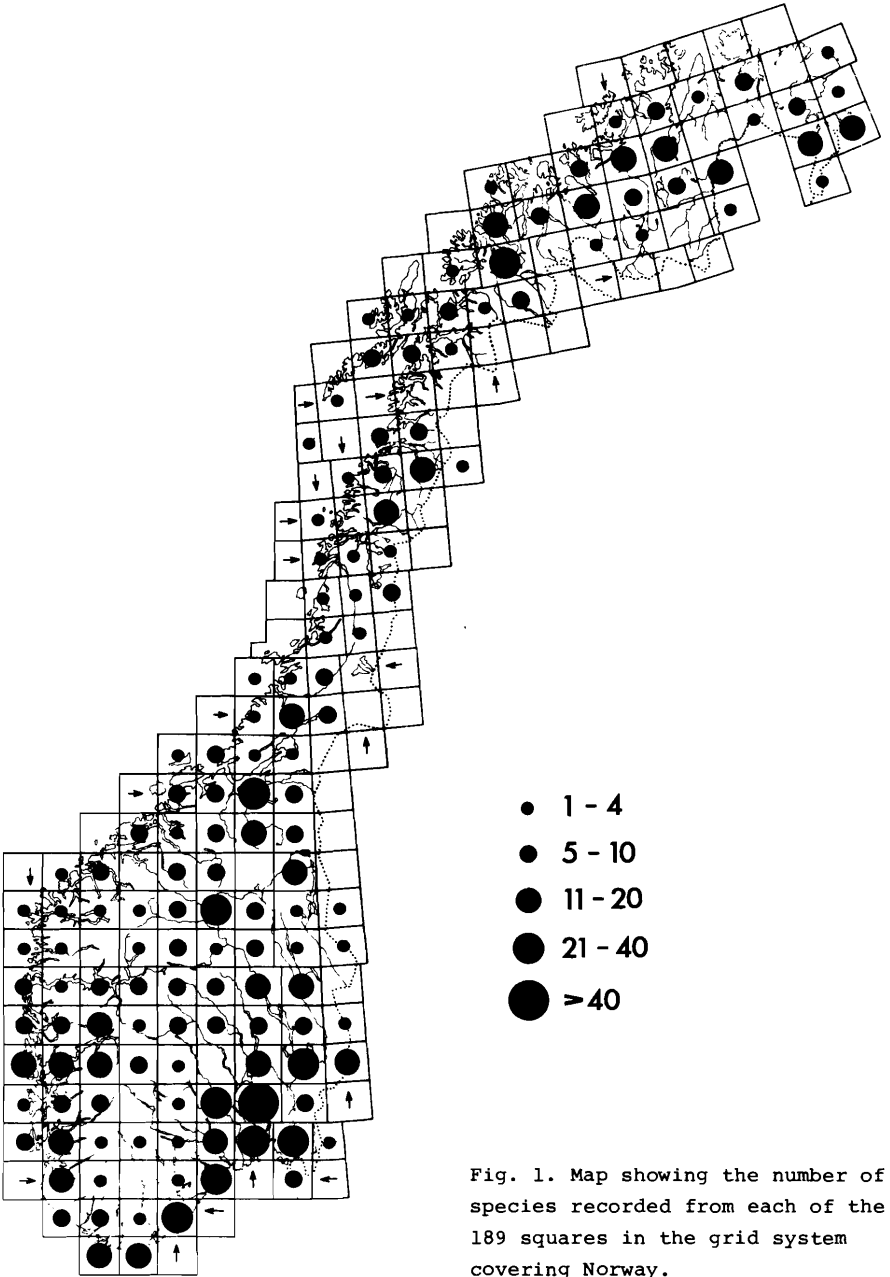 1 - 4
5 - 10
11 - 20
21 - 40
>40
Fig. 1. Map showing the number of
species recorded from each of the
189 squares in the grid system
covering Norway.